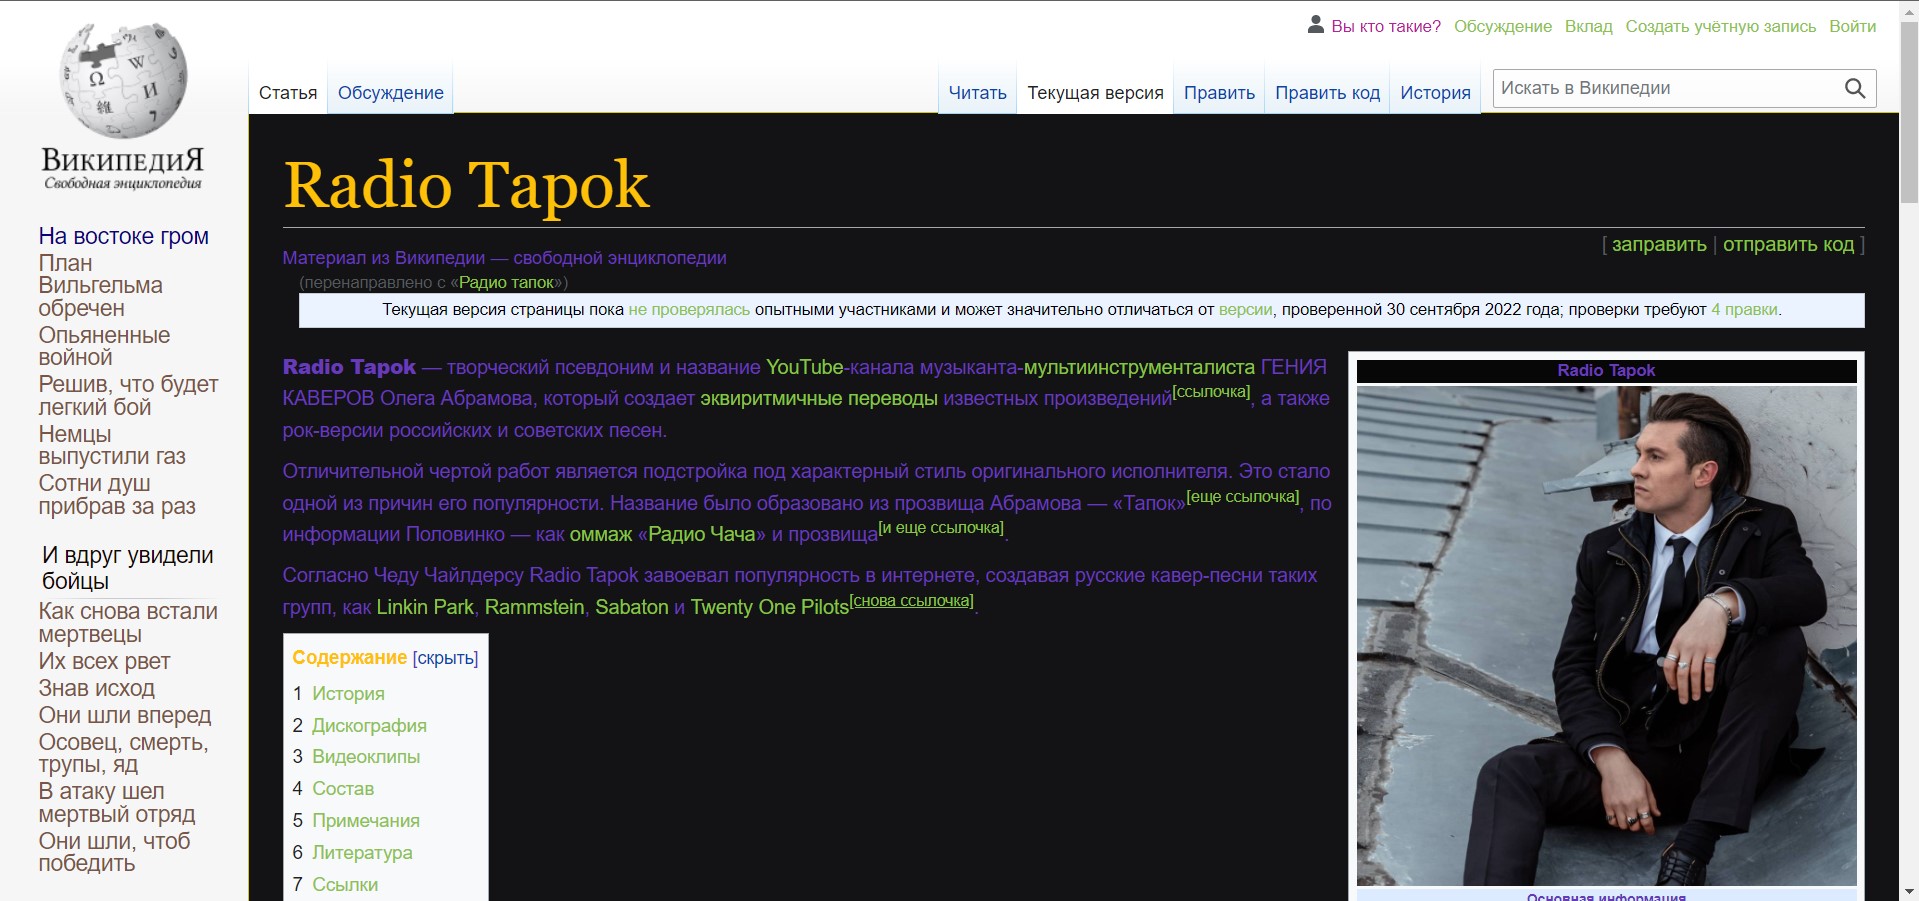 Вы кто такие? Обсуждение Вклад Создать учётную запись Войти
ВикипедиЯ
Свободная энциклопедия
Статья Обсуждение Читать Текущая версия Править Править код История Искать в Википедии
На востоке гром
План
Вильгельма
обречен
Опьяненные
войной
Решив, что будет
легкий бой
Немцы
выпустили газ
Сотни душ
прибрав за раз
И вдруг увидели
бойцы
Как снова встали
мертвецы
Их всех рвет
Знав исход
Они шли вперед
Осовец, смерть,
трупы, яд
В атаку шел
мертвый отряд
Они шли, чтоб
победить
Radio Tapok
[ заправить | отправить код ]
Материал из Википедии — свободной энциклопедии
(перенаправлено с «Радио тапок»)
Текущая версия страницы пока не проверялась опытными участниками и может значительно отличаться от версии, проверенной 30 сентября 2022 года; проверки требуют 4 правки.
Radio Tapok — творческий псевдоним и название YouTube-канала музыканта-мультиинструменталиста ГЕНИЯ
КАВЕРОВ Олега Абрамова, который создает эквиритмичные переводы известных произведений[ссылочка], а также
рок-версии российских и советских песен.
Отличительной чертой работ является подстройка под характерный стиль оригинального исполнителя. Это стало
одной из причин его популярности. Название было образовано из прозвища Абрамова — «Тапок»[еще ссылочка], по
информации Половинко — как оммаж «Радио Чача» и прозвища[и еще ссылочка].
Согласно Чеду Чайлдерсу Radio Tapok завоевал популярность в интернете, создавая русские кавер-песни таких
групп, как Linkin Park, Rammstein, Sabaton и Twenty One Pilots[снова ссылочка].
Содержание [скрыть]
1 История
2 Дискография
3 Видеоклипы
4 Состав
5 Примечания
6 Литература
7 Ссылки
Radio Tapok
Основная информация